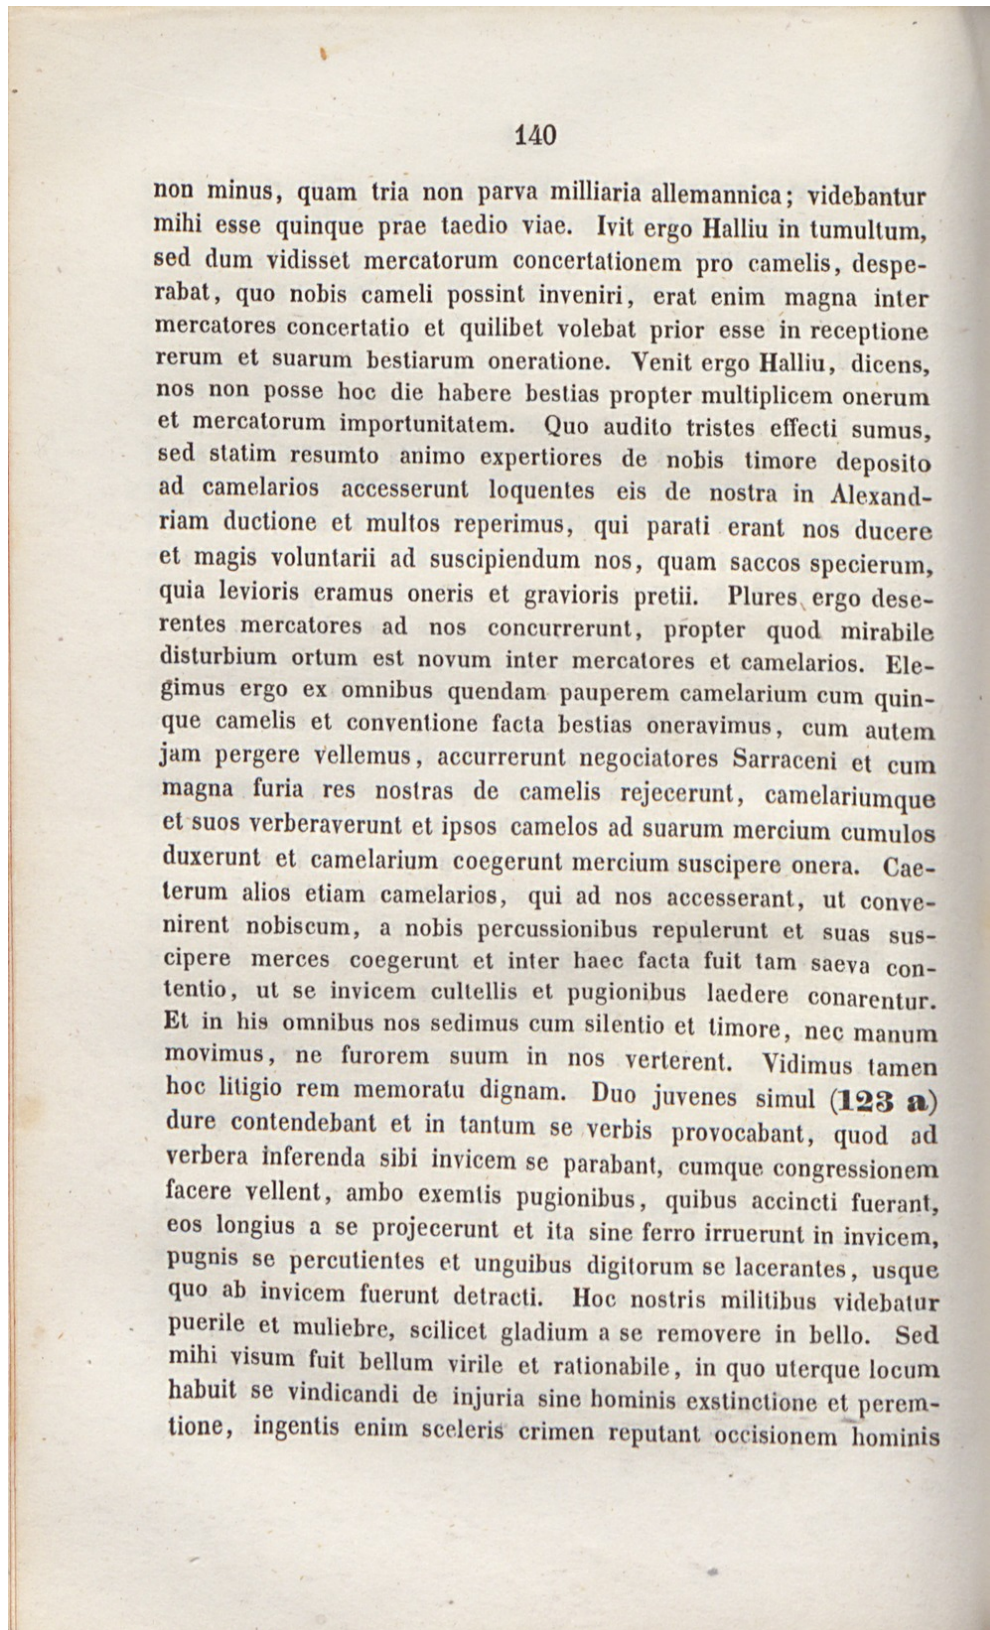 140
non minus, quam tria non parva milliaria allemannica; videbantur
mihi esse quinque prae taedio viae. Ivit ergo Halliu in tumultum,
sed dum vidisset mercatorum concertationem pro camelis, despe-
rabat, quo nobis cameli possint inveniri, erat enim magna inter
mercatores concertatio et quilibet volebat prior esse in receptione
rerum et suarum bestiarum oneratione. Venit ergo Halliu, dicens,
nos non posse hoc die habere bestias propter multiplicem onerum
et mercatorum importunitatem. Quo audito tristes effecti sumus,
sed statim resumto animo expertiores de nobis timore deposito
ad camelarios accesserunt loquentes eis de nostra in Alexand-
riam ductione et multos reperimus, qui parati erant nos ducere
et magis voluntarii ad suscipiendum nos, quam saccos specierum,
quia levioris eramus oneris et gravioris pretii. Plures ergo dese-
rentes mercatores ad nos concurrerunt, propter quod mirabile
disturbium ortum est novum inter mercatores et camelarios. Ele-
gimus ergo ex omnibus quendam pauperem camelarium cum quin-
que camelis et conventione facta bestias oneravimus, cum autem
jam pergere vellemus, accurrerunt negociatores Sarraceni et cum
magna furia res nostras de camelis rejecerunt, camelariumque
et suos verberaverunt et ipsos camelos ad suarum mercium cumulos
duxerunt et camelarium coegerunt mercium suscipere onera. Cae-
terum alios etiam camelarios, qui ad nos accesserant, ut conve-
nirent nobiscum, a nobis percussionibus repulerunt et suas sus-
cipere merces coegerunt et inter haec facta fuit tam saeva con-
tentio, ut se invicem cultellis et pugionibus laedere conarentur.
Et in his omnibus nos sedimus cum silentio et timore, nec manum
movimus, ne furorem suum in nos verterent. Vidimus tamen
hoc litigio rem memoratu dignam. Duo juvenes simul (123 a)
dure contendebant et in tantum se verbis provocabant, quod ad
verbera inferenda sibi invicem se parabant, cumque congressionem
facere vellent, ambo exemtis pugionibus, quibus accincti fuerant,
eos longius a se projecerunt et ita sine ferro irruerunt in invicem,
pugnis se percutientes et unguibus digitorum se lacerantes, usque
quo ab invicem fuerunt detracti. Hoc nostris militibus videbatur
puerile et muliebre, scilicet gladium a se removere in bello. Sed
mihi visum fuit bellum virile et rationabile, in quo uterque locum
habuit se vindicandi de injuria sine hominis exstinctione et perem-
tione, ingentis enim sceleris crimen reputant occisionem hominis